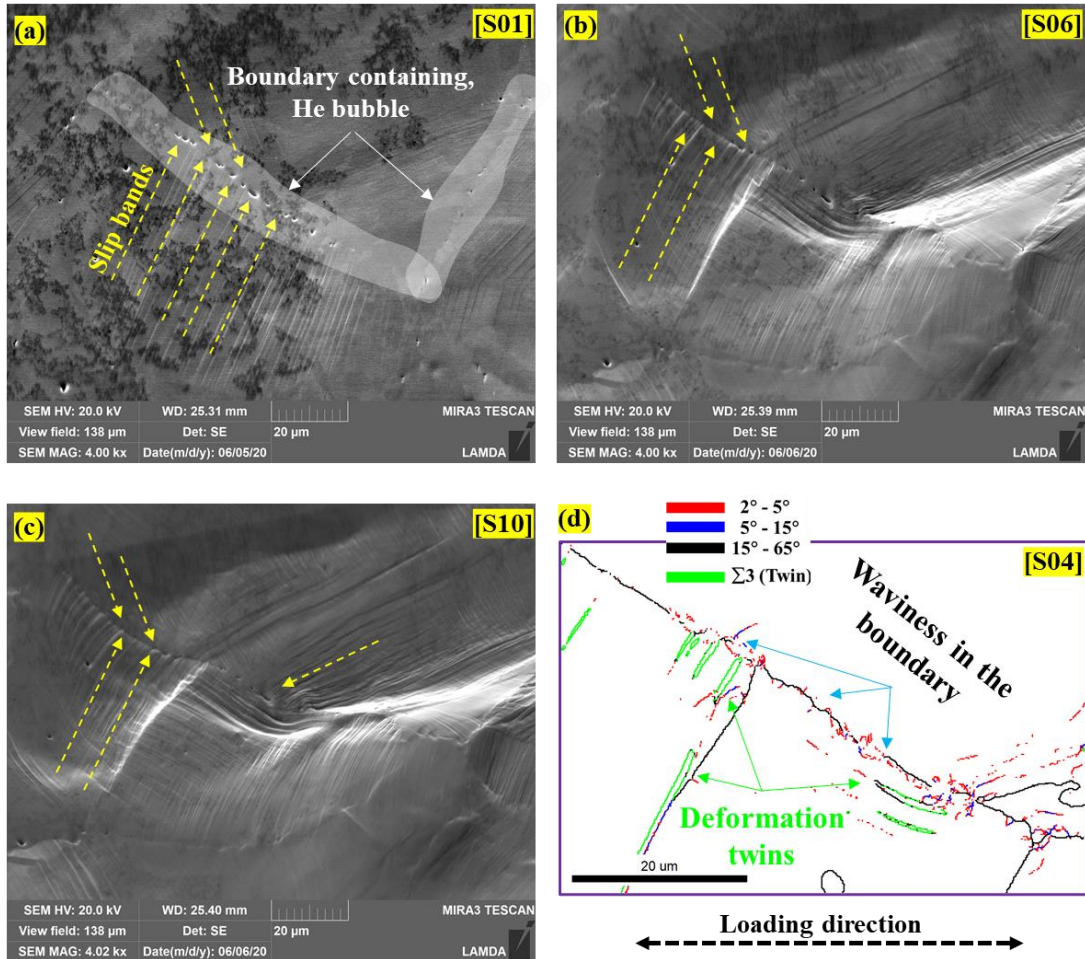 (a)
[S01]
Boundary containing,
He bubble
Slip bands
SEM HV: 20.0 kV
WD: 25.31 mm
MIRA3 TESCAN
View field: 138 µm
Det: SE
20 µm
SEM MAG: 4.00 kx
Date(m/d/y): 06/05/20
LAMDA
(b)
[S06]
SEM HV: 20.0 kV
WD: 25.39 mm
MIRA3 TESCAN
View field: 138 µm
Det: SE
20 µm
SEM MAG: 4.00 kx
Date(m/d/y): 06/06/20
LAMDA
(c)
[S10]
SEM HV: 20.0 kV
WD: 25.40 mm
MIRA3 TESCAN
View field: 138 µm
Det: SE
20 µm
SEM MAG: 4.02 kx
Date(m/d/y): 06/06/20
LAMDA
(d)
2° - 5°
5° - 15°
15° - 65°
∑3 (Twin)
[S04]
Waviness in the
boundary
Deformation
twins
20 um
Loading direction